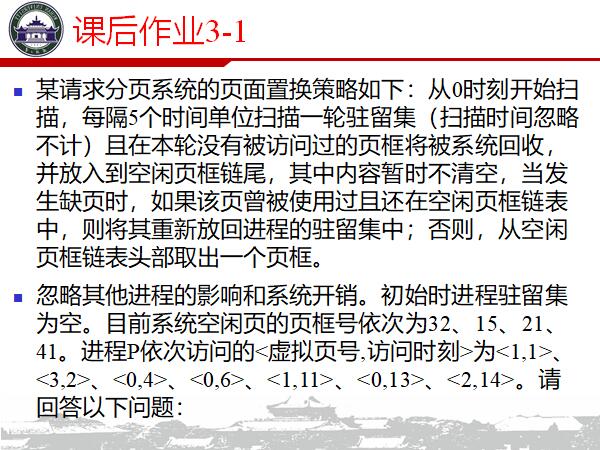 课后作业3-1
某请求分页系统的页面置换策略如下：从0时刻开始扫
描，每隔5个时间单位扫描一轮驻留集（扫描时间忽略
不计）且在本轮没有被访问过的页框将被系统回收，
并放入到空闲页框链尾，其中内容暂时不清空，当发
生缺页时，如果该页曾被使用过且还在空闲页框链表
中，则将其重新放回进程的驻留集中；否则，从空闲
页框链表头部取出一个页框。
忽略其他进程的影响和系统开销。初始时进程驻留集
为空。目前系统空闲页的页框号依次为32、15、21、
41。进程P依次访问的<虚拟页号,访问时刻>为<1,1>、
<3,2>、<0,4>、<0,6>、<1,11>、<0,13>、<2,14>。请
回答以下问题：